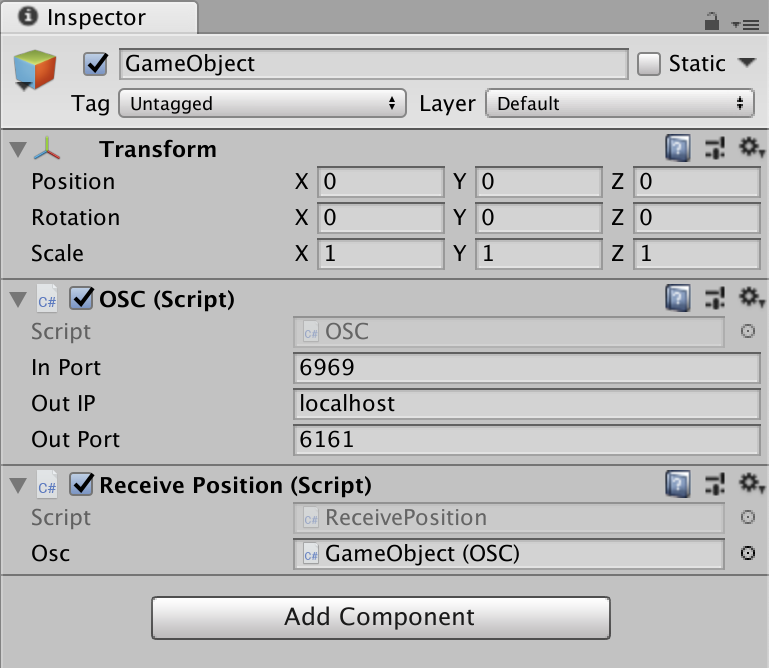 Inspector
GameObject Static
Tag Untagged Layer Default
Transform
Position X 0 Y 0 Z 0
Rotation X 0 Y 0 Z 0
Scale X 1 Y 1 Z 1
C# OSC (Script)
Script C# OSC
In Port 6969
Out IP localhost
Out Port 6161
C# Receive Position (Script)
Script C# ReceivePosition
Osc C# GameObject (OSC)
Add Component